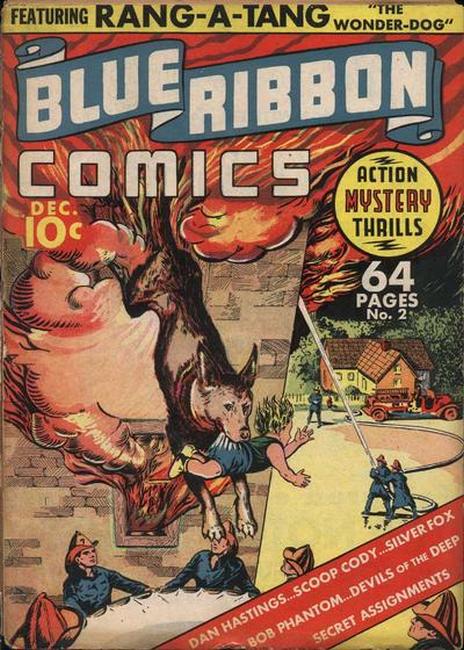 FEATURING RANG-A-TANG "THE WONDER-DOG"
BLUE RIBBON
COMICS
DEC.
10¢
ACTION
MYSTERY
THRILLS
64
PAGES
No. 2
DAN HASTINGS...SCOOP CODY...SILVER FOX
BOB PHANTOM...DEVILS OF THE DEEP
SECRET ASSIGNMENTS